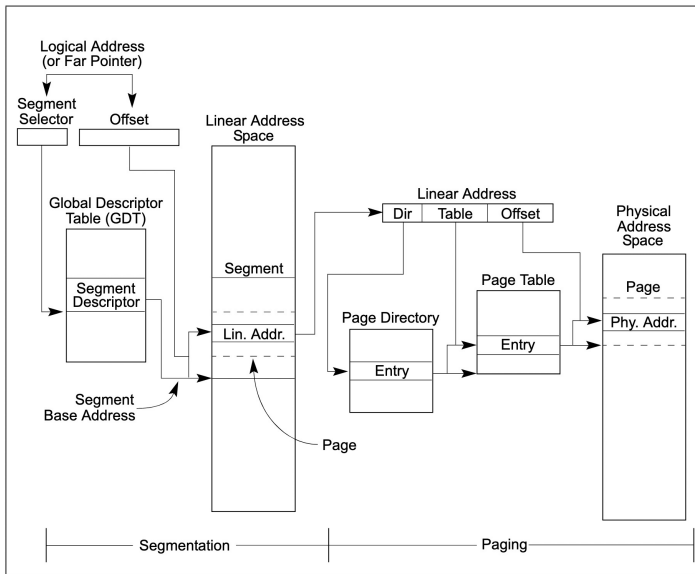 Logical Address
(or Far Pointer)
Segment
Selector
Offset
Linear Address
Space
Global Descriptor
Table (GDT)
Segment
Descriptor
Segment
Lin. Addr.
Segment
Base Address
Page
Linear Address
Dir
Table
Offset
Page Directory
Entry
Page Table
Entry
Physical
Address
Space
Page
Phy. Addr.
Segmentation
Paging